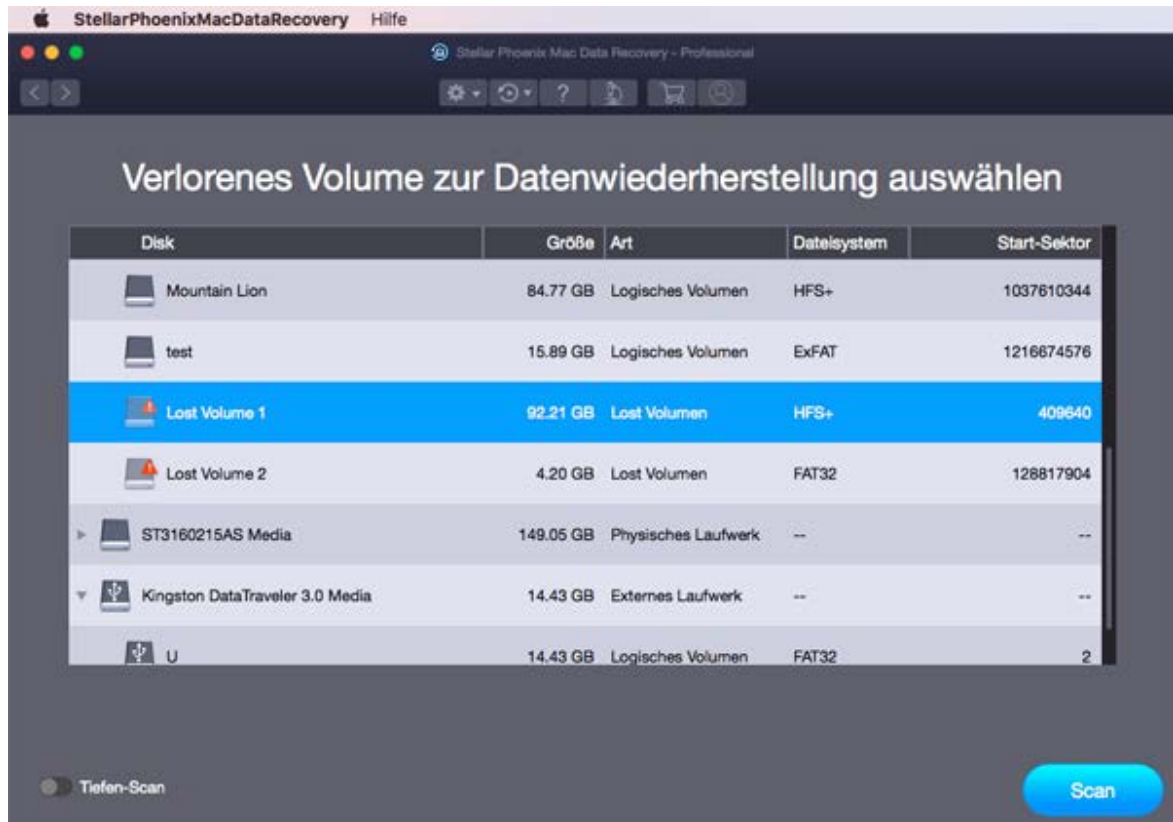 StellarPhoenixMacDataRecovery Hilfe
Stellar Phoenix Mac Data Recovery - Professional
?
Verlorenes Volume zur Datenwiederherstellung auswählen
Disk Größe Art Dateisystem Start-Sektor
Mountain Lion 84.77 GB Logisches Volumen HFS+ 1037610344
test 15.89 GB Logisches Volumen ExFAT 1216674576
Lost Volume 1 92.21 GB Lost Volumen HFS+ 409640
Lost Volume 2 4.20 GB Lost Volumen FAT32 128817904
ST3160215AS Media 149.05 GB Physisches Laufwerk -- --
Kingston DataTraveler 3.0 Media 14.43 GB Externes Laufwerk -- --
U 14.43 GB Logisches Volumen FAT32 2
Tiefen-Scan
Scan